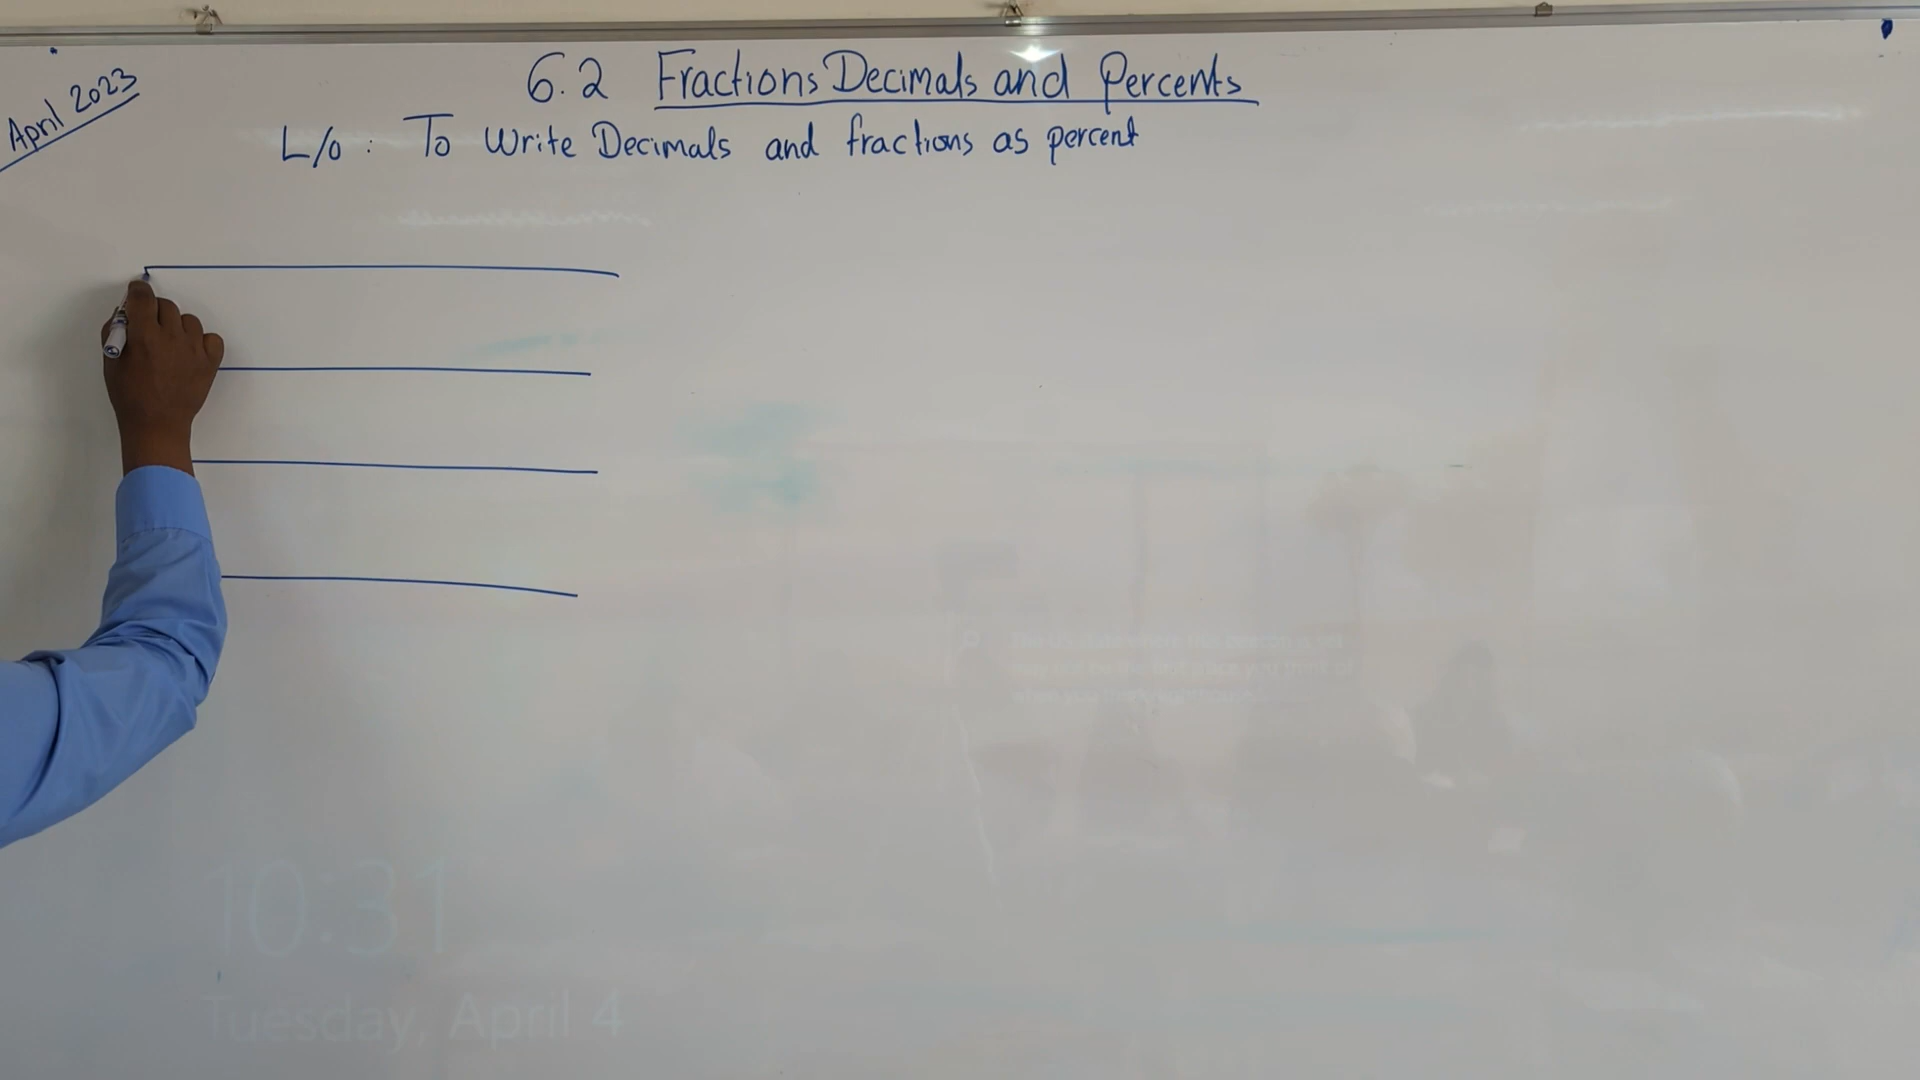 April 2023
6.2 Fractions Decimals and Percents
L/o: To Write Decimals and fractions as percent
10:31
Tuesday, April 4